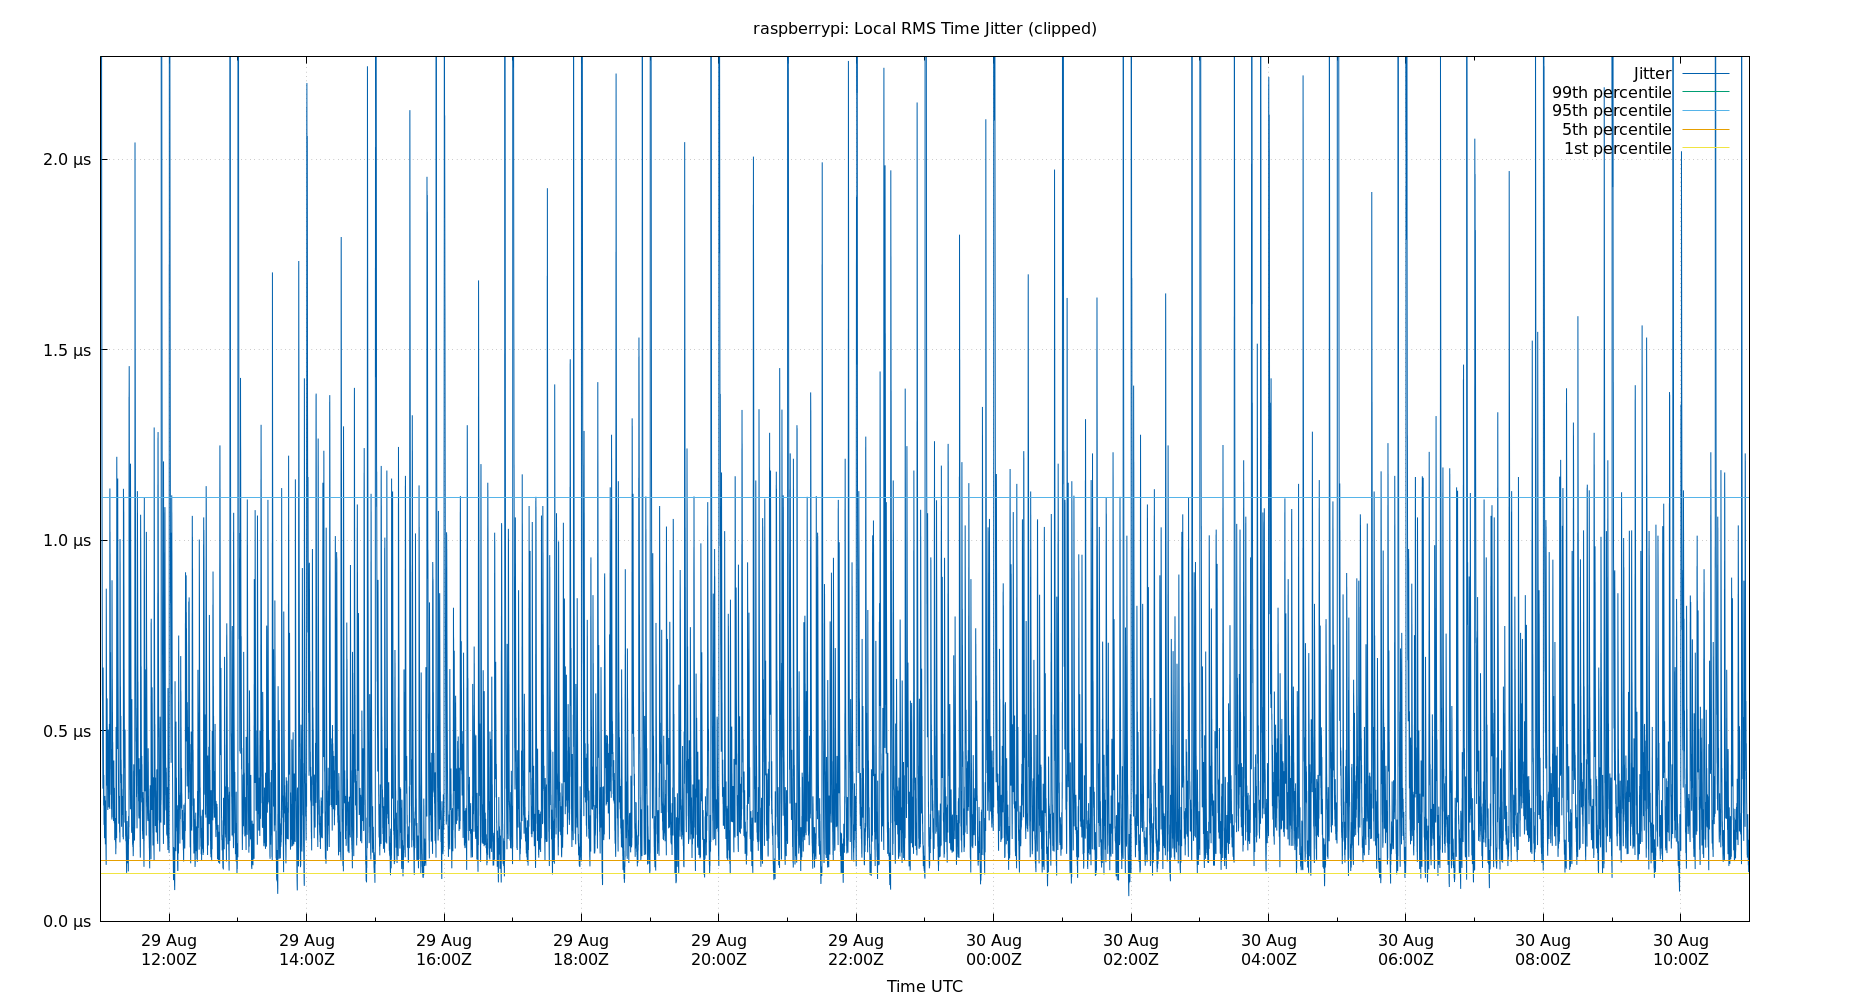 raspberrypi: Local RMS Time Jitter (clipped)
Jitter
99th percentile
95th percentile
5th percentile
1st percentile
2.0 µs
1.5 µs
1.0 µs
0.5 µs
0.0 µs
29 Aug 29 Aug 29 Aug 29 Aug 29 Aug 29 Aug 30 Aug 30 Aug 30 Aug 30 Aug 30 Aug 30 Aug
12:00Z 14:00Z 16:00Z 18:00Z 20:00Z 22:00Z 00:00Z 02:00Z 04:00Z 06:00Z 08:00Z 10:00Z
Time UTC